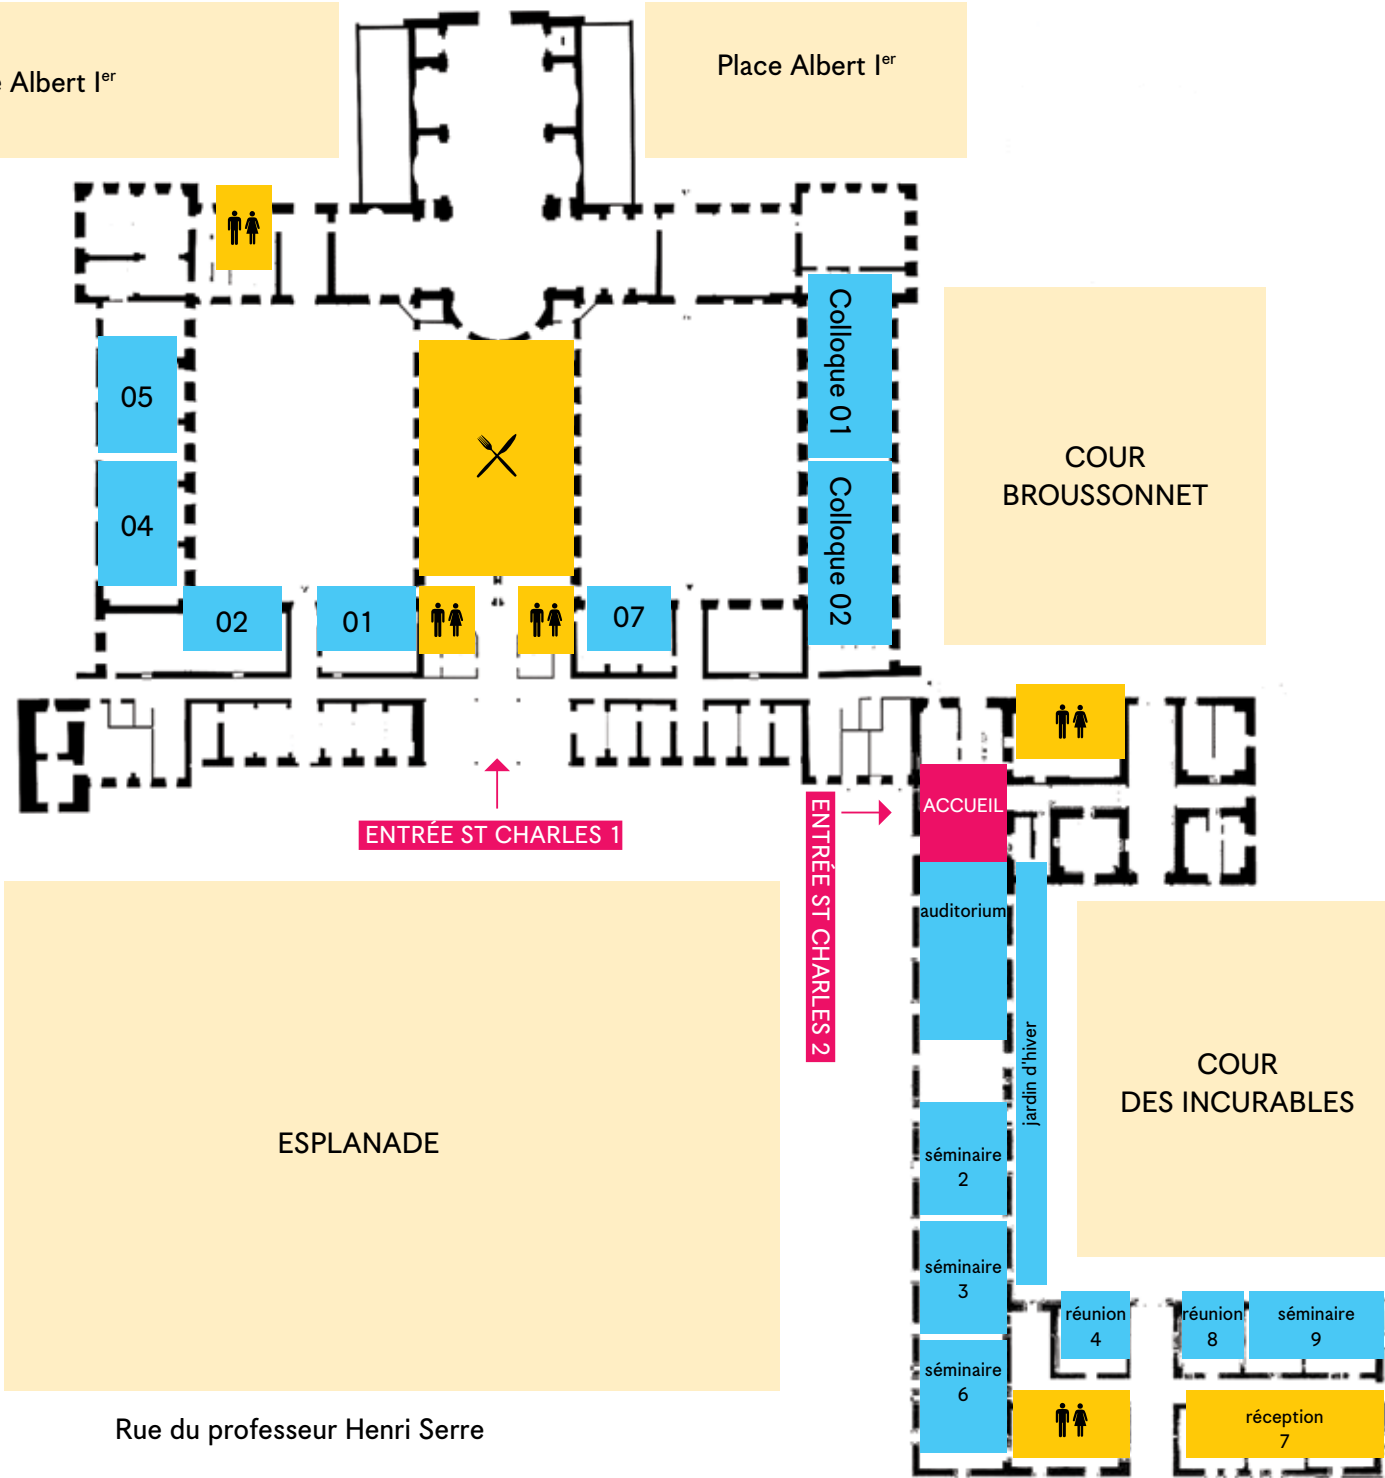 Albert Iᵉʳ
Place Albert Iᵉʳ
Colloque 01
05
COUR
BROUSSONNET
Colloque 02
04
02
01
07
ACCUEIL
ENTRÉE ST CHARLES 1
ENTRÉE ST CHARLES 2
auditorium
jardin d'hiver
COUR
DES INCURABLES
ESPLANADE
séminaire
2
séminaire
3
réunion
4
réunion
8
séminaire
9
séminaire
6
réception
7
Rue du professeur Henri Serre